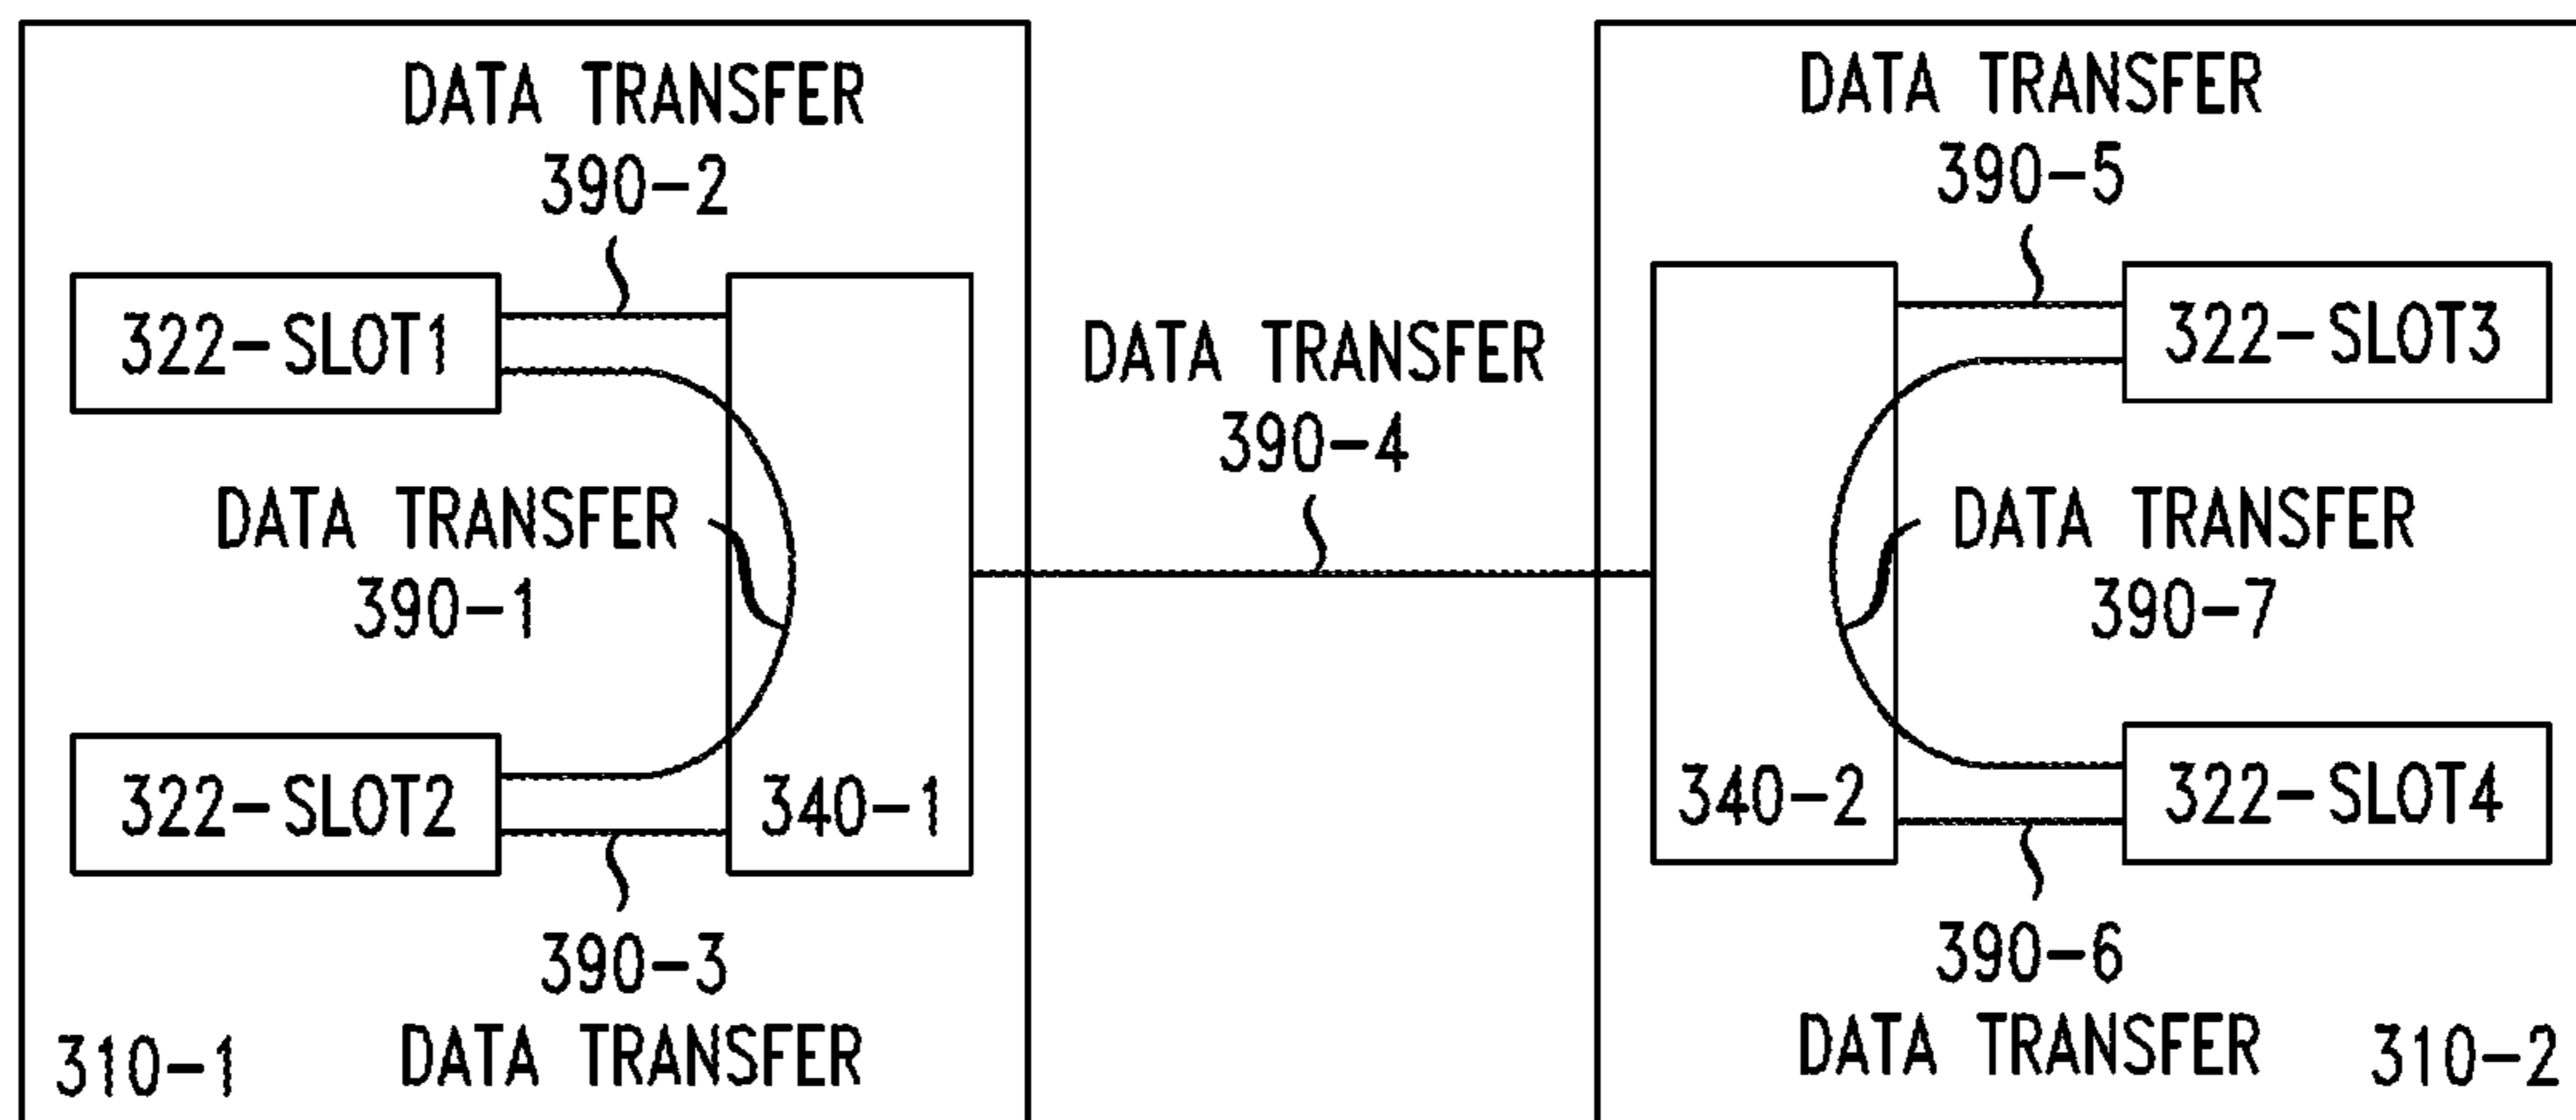 DATA TRANSFER
390-2
322-SLOT1
DATA TRANSFER
390-1
322-SLOT2
340-1
390-3
DATA TRANSFER
310-1
DATA TRANSFER
390-4
DATA TRANSFER
390-5
322-SLOT3
DATA TRANSFER
390-7
340-2
322-SLOT4
390-6
DATA TRANSFER
310-2